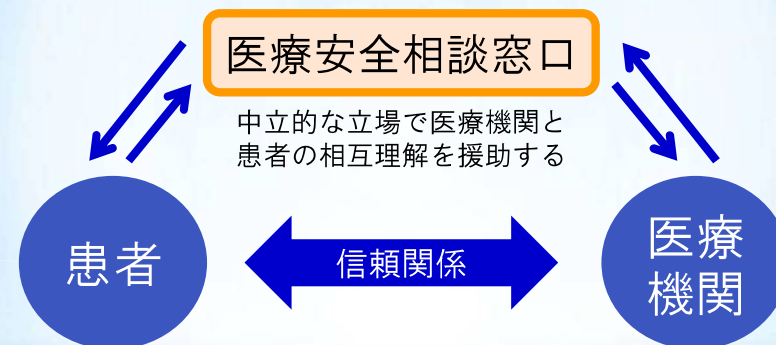 医療安全相談窓口
中立的な立場で医療機関と
患者の相互理解を援助する
患者
信頼関係
医療
機関